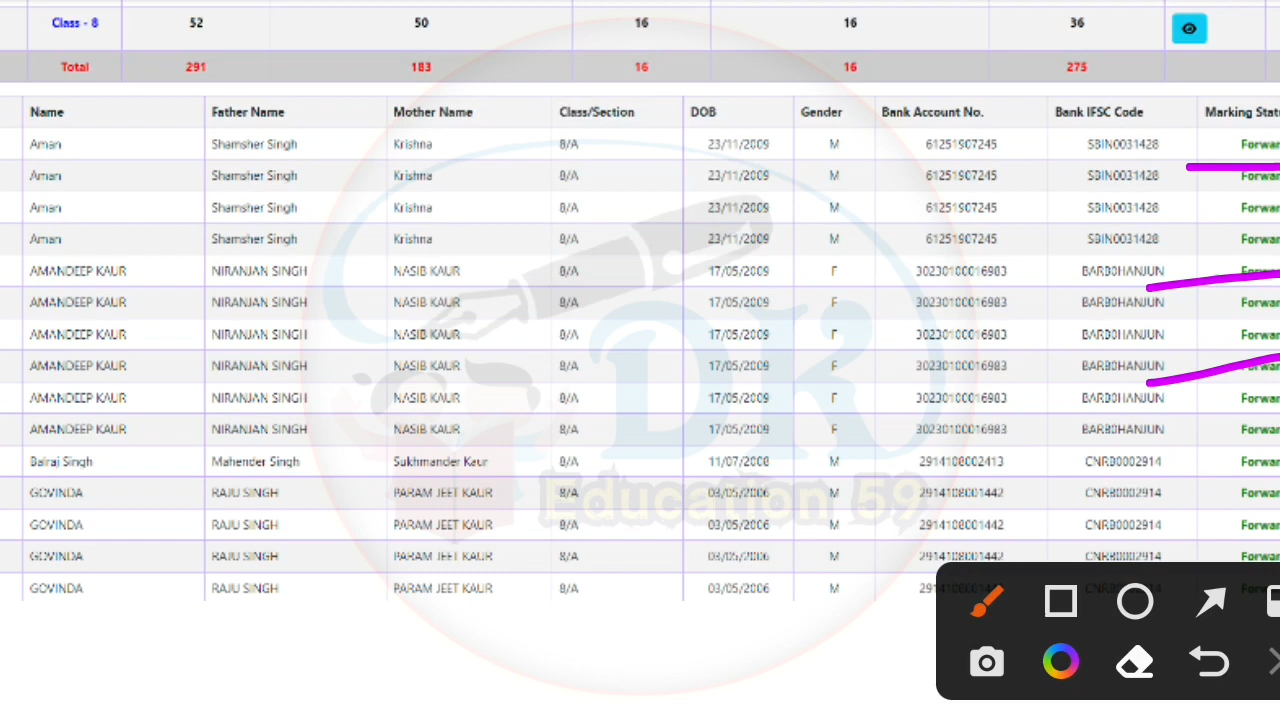 Class - 8 52 50 16 16 36
Total 291 183 16 16 275
Name Father Name Mother Name Class/Section DOB Gender Bank Account No. Bank IFSC Code Marking
Aman Shamsher Singh Krishna 8/A 23/11/2009 M 61251907245 SBIN0031428 Forwar
Aman Shamsher Singh Krishna 8/A 23/11/2009 M 61251907245 SBIN0031428 Forwar
Aman Shamsher Singh Krishna 8/A 23/11/2009 M 61251907245 SBIN0031428 Forwar
Aman Shamsher Singh Krishna 8/A 23/11/2009 M 61251907245 SBIN0031428 Forwar
AMANDEEP KAUR NIRANJAN SINGH NASIB KAUR 8/A 17/05/2009 F 30230100016983 BARB0HANJUN Forwar
AMANDEEP KAUR NIRANJAN SINGH NASIB KAUR 8/A 17/05/2009 F 30230100016983 BARB0HANJUN Forwar
AMANDEEP KAUR NIRANJAN SINGH NASIB KAUR 8/A 17/05/2009 F 30230100016983 BARB0HANJUN Forwar
AMANDEEP KAUR NIRANJAN SINGH NASIB KAUR 8/A 17/05/2009 F 30230100016983 BARB0HANJUN Forwar
AMANDEEP KAUR NIRANJAN SINGH NASIB KAUR 8/A 17/05/2009 F 30230100016983 BARB0HANJUN Forwar
AMANDEEP KAUR NIRANJAN SINGH NASIB KAUR 8/A 17/05/2009 F 30230100016983 BARB0HANJUN Forwar
Balraj Singh Mahender Singh Sukhmander Kaur 8/A 11/07/2008 M 2914108002413 CNRB0002914 Forwar
GOVINDA RAJU SINGH PARAM JEET KAUR 8/A 03/05/2006 M 2914108001442 CNRB0002914 Forwar
GOVINDA RAJU SINGH PARAM JEET KAUR 8/A 03/05/2006 M 2914108001442 CNRB0002914 Forwar
GOVINDA RAJU SINGH PARAM JEET KAUR 8/A 03/05/2006 M 2914108001442 CNRB0002914 Forwar
GOVINDA RAJU SINGH PARAM JEET KAUR 8/A 03/05/2006 M
DK
Education 59